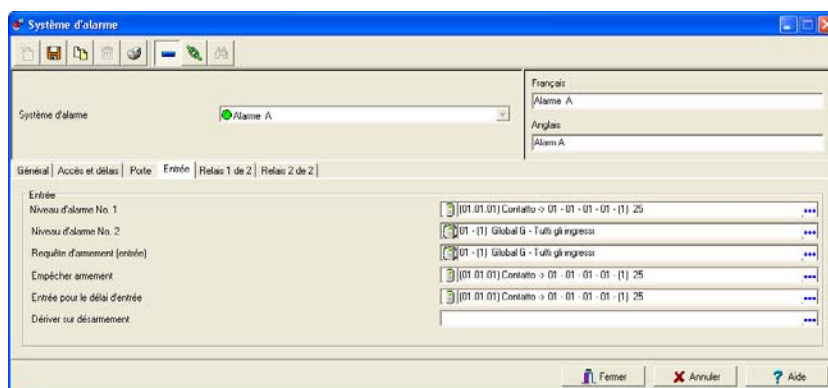 Système d'alarme
Système d'alarme
Alarme A
Français
Alarme A
Anglais
Alarm A
Général Accès et délais Porte Entrée Relais 1 de 2 Relais 2 de 2
Entrée
Niveau d'alarme No. 1 (01.01.01) Contatto -> 01 - 01 - 01 - 01 - (1) 25 ...
Niveau d'alarme No. 2 01 - (1) Global G - Tutti gli ingressi ...
Requête d'armement (entrée) 01 - (1) Global G - Tutti gli ingressi ...
Empêcher armement (01.01.01) Contatto -> 01 - 01 - 01 - 01 - (1) 25 ...
Entrée pour le délai d'entrée (01.01.01) Contatto -> 01 - 01 - 01 - 01 - (1) 25 ...
Dériver sur désarmement ...
Fermer Annuler ? Aide